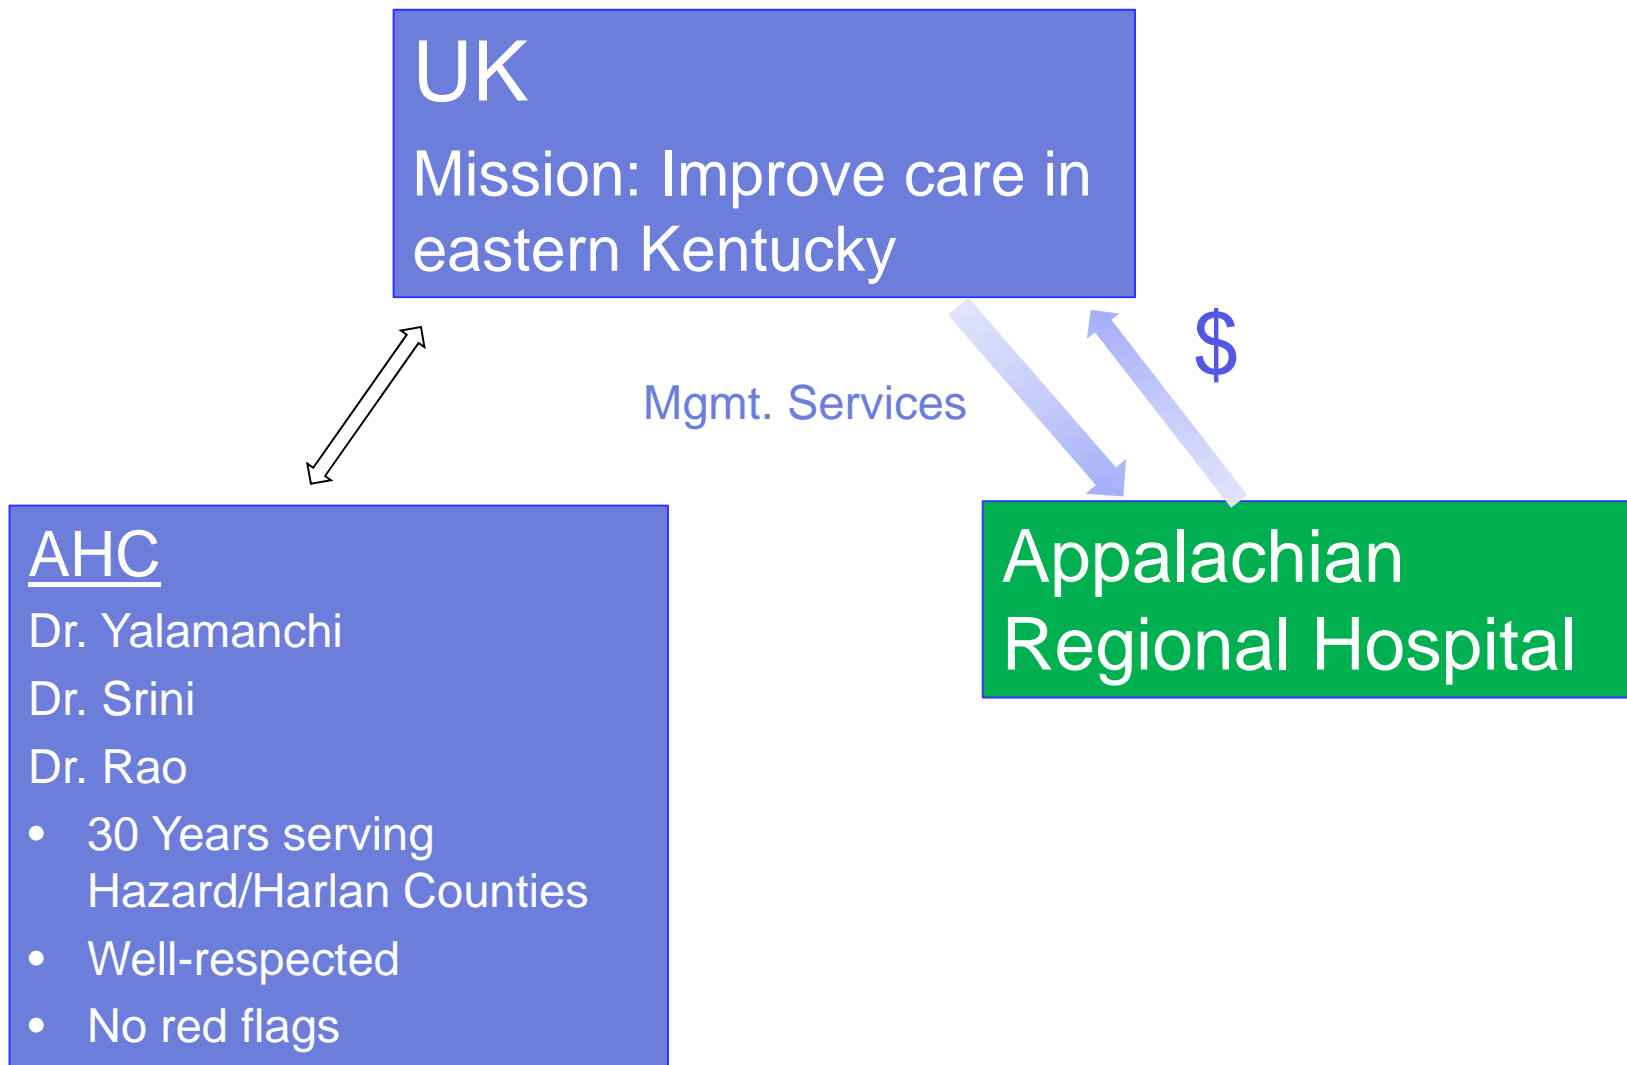 UK
Mission: Improve care in
eastern Kentucky
$
Mgmt. Services
AHC
Dr. Yalamanchi
Dr. Srini
Dr. Rao
• 30 Years serving
Hazard/Harlan Counties
• Well-respected
• No red flags
Appalachian
Regional Hospital